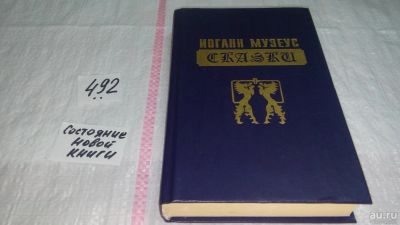 492
Состояние
новой
книги
ИОГАНН МУЗЕУС
СКАЗКИ
au.ru